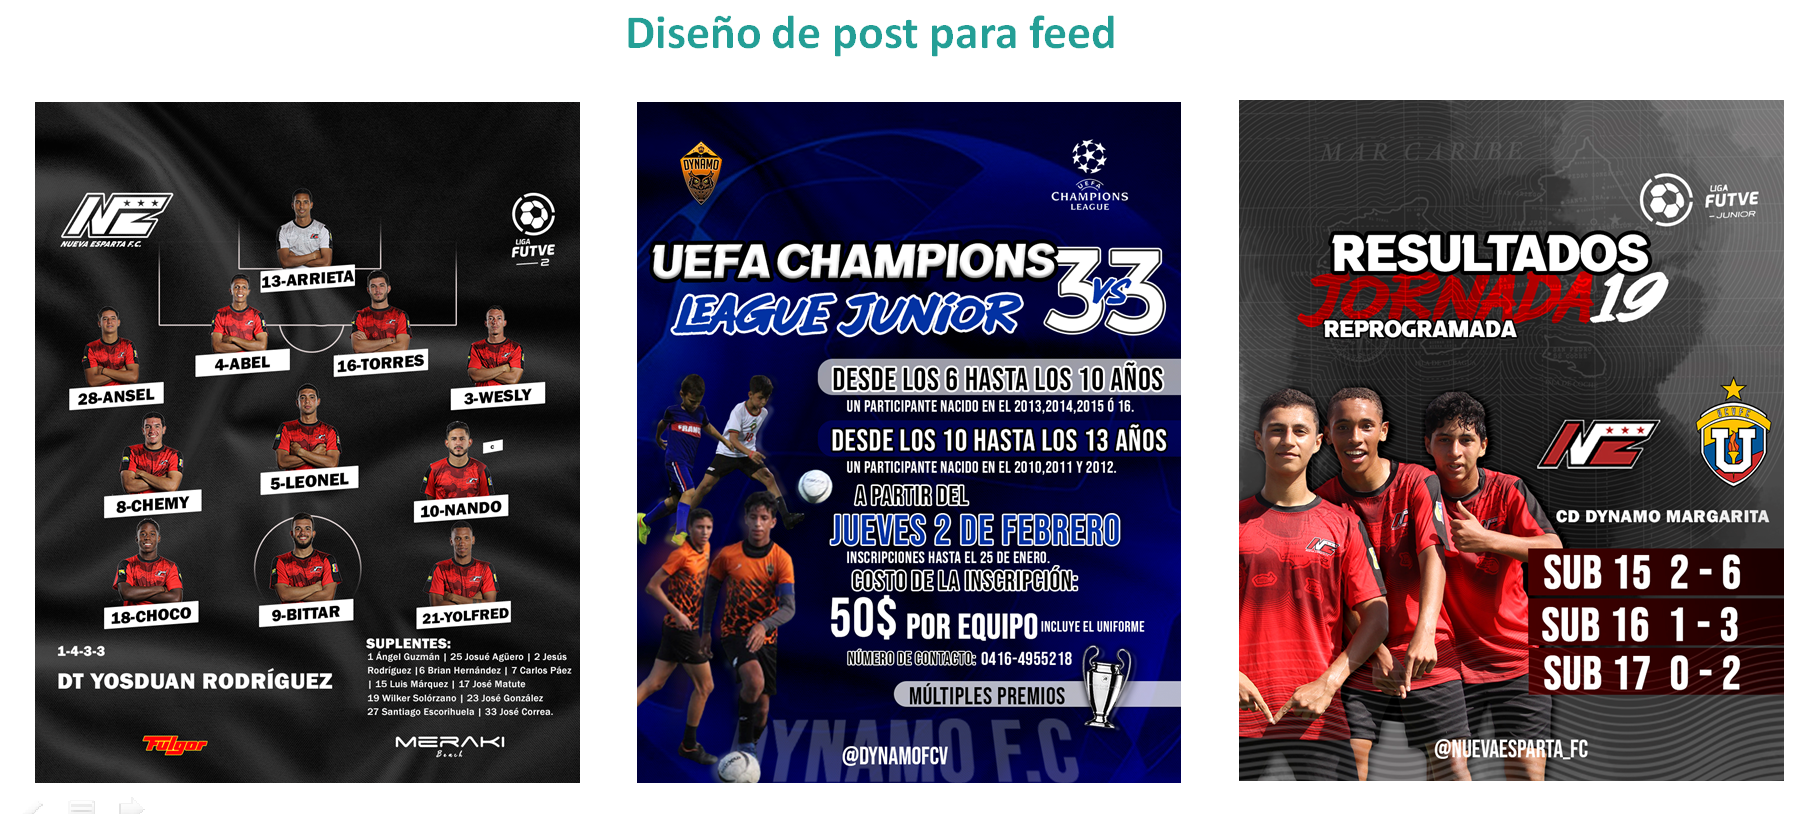 Diseño de post para feed
NZ
NUEVA ESPARTA F.C.
LIGA
FUTVE
2
13-ARRIETA
4-ABEL
16-TORRES
28-ANSEL
3-WESLY
C
5-LEONEL
8-CHEMY
10-NANDO
18-CHOCO
9-BITTAR
21-YOLFRED
1-4-3-3
DT YOSDUAN RODRÍGUEZ
SUPLENTES:
1 Ángel Guzmán | 25 Josué Agüero | 2 Jesús
Rodríguez |6 Brian Hernández | 7 Carlos Páez
| 15 Luis Márquez | 17 José Matute
19 Wilker Solórzano | 23 José González
27 Santiago Escorihuela | 33 José Correa.
Fulgor
MERAKI
Beach
DYNAMO
UEFA
CHAMPIONS
LEAGUE
UEFA CHAMPIONS
LEAGUE JUNIOR
3VS3
DESDE LOS 6 HASTA LOS 10 AÑOS
UN PARTICIPANTE NACIDO EN EL 2013,2014,2015 Ó 16.
DESDE LOS 10 HASTA LOS 13 AÑOS
UN PARTICIPANTE NACIDO EN EL 2010,2011 Y 2012.
A PARTIR DEL
JUEVES 2 DE FEBRERO
INSCRIPCIONES HASTA EL 25 DE ENERO.
COSTO DE LA INSCRIPCIÓN:
50$ POR EQUIPO INCLUYE EL UNIFORME
NÚMERO DE CONTACTO: 0416-4955218
MÚLTIPLES PREMIOS
DYNAMO F.C
@DYNAMOFCV
LIGA
FUTVE
-JUNIOR
RESULTADOS
JORNADA 19
REPROGRAMADA
NZ
U
CD DYNAMO MARGARITA
SUB 15 2 - 6
SUB 16 1 - 3
SUB 17 0 - 2
@NUEVAESPARTA_FC